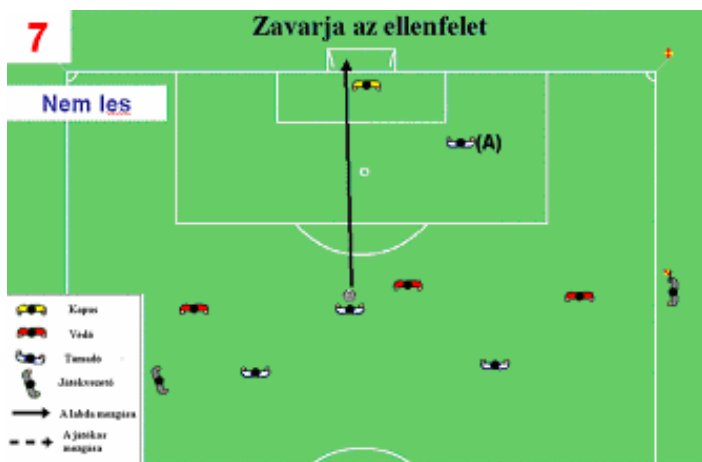 7
Zavarja az ellenfelet
Nem les
(A)
Kapus
Védő
Támadó
Játékvezető
A labda mozgása
A játékos
mozgása